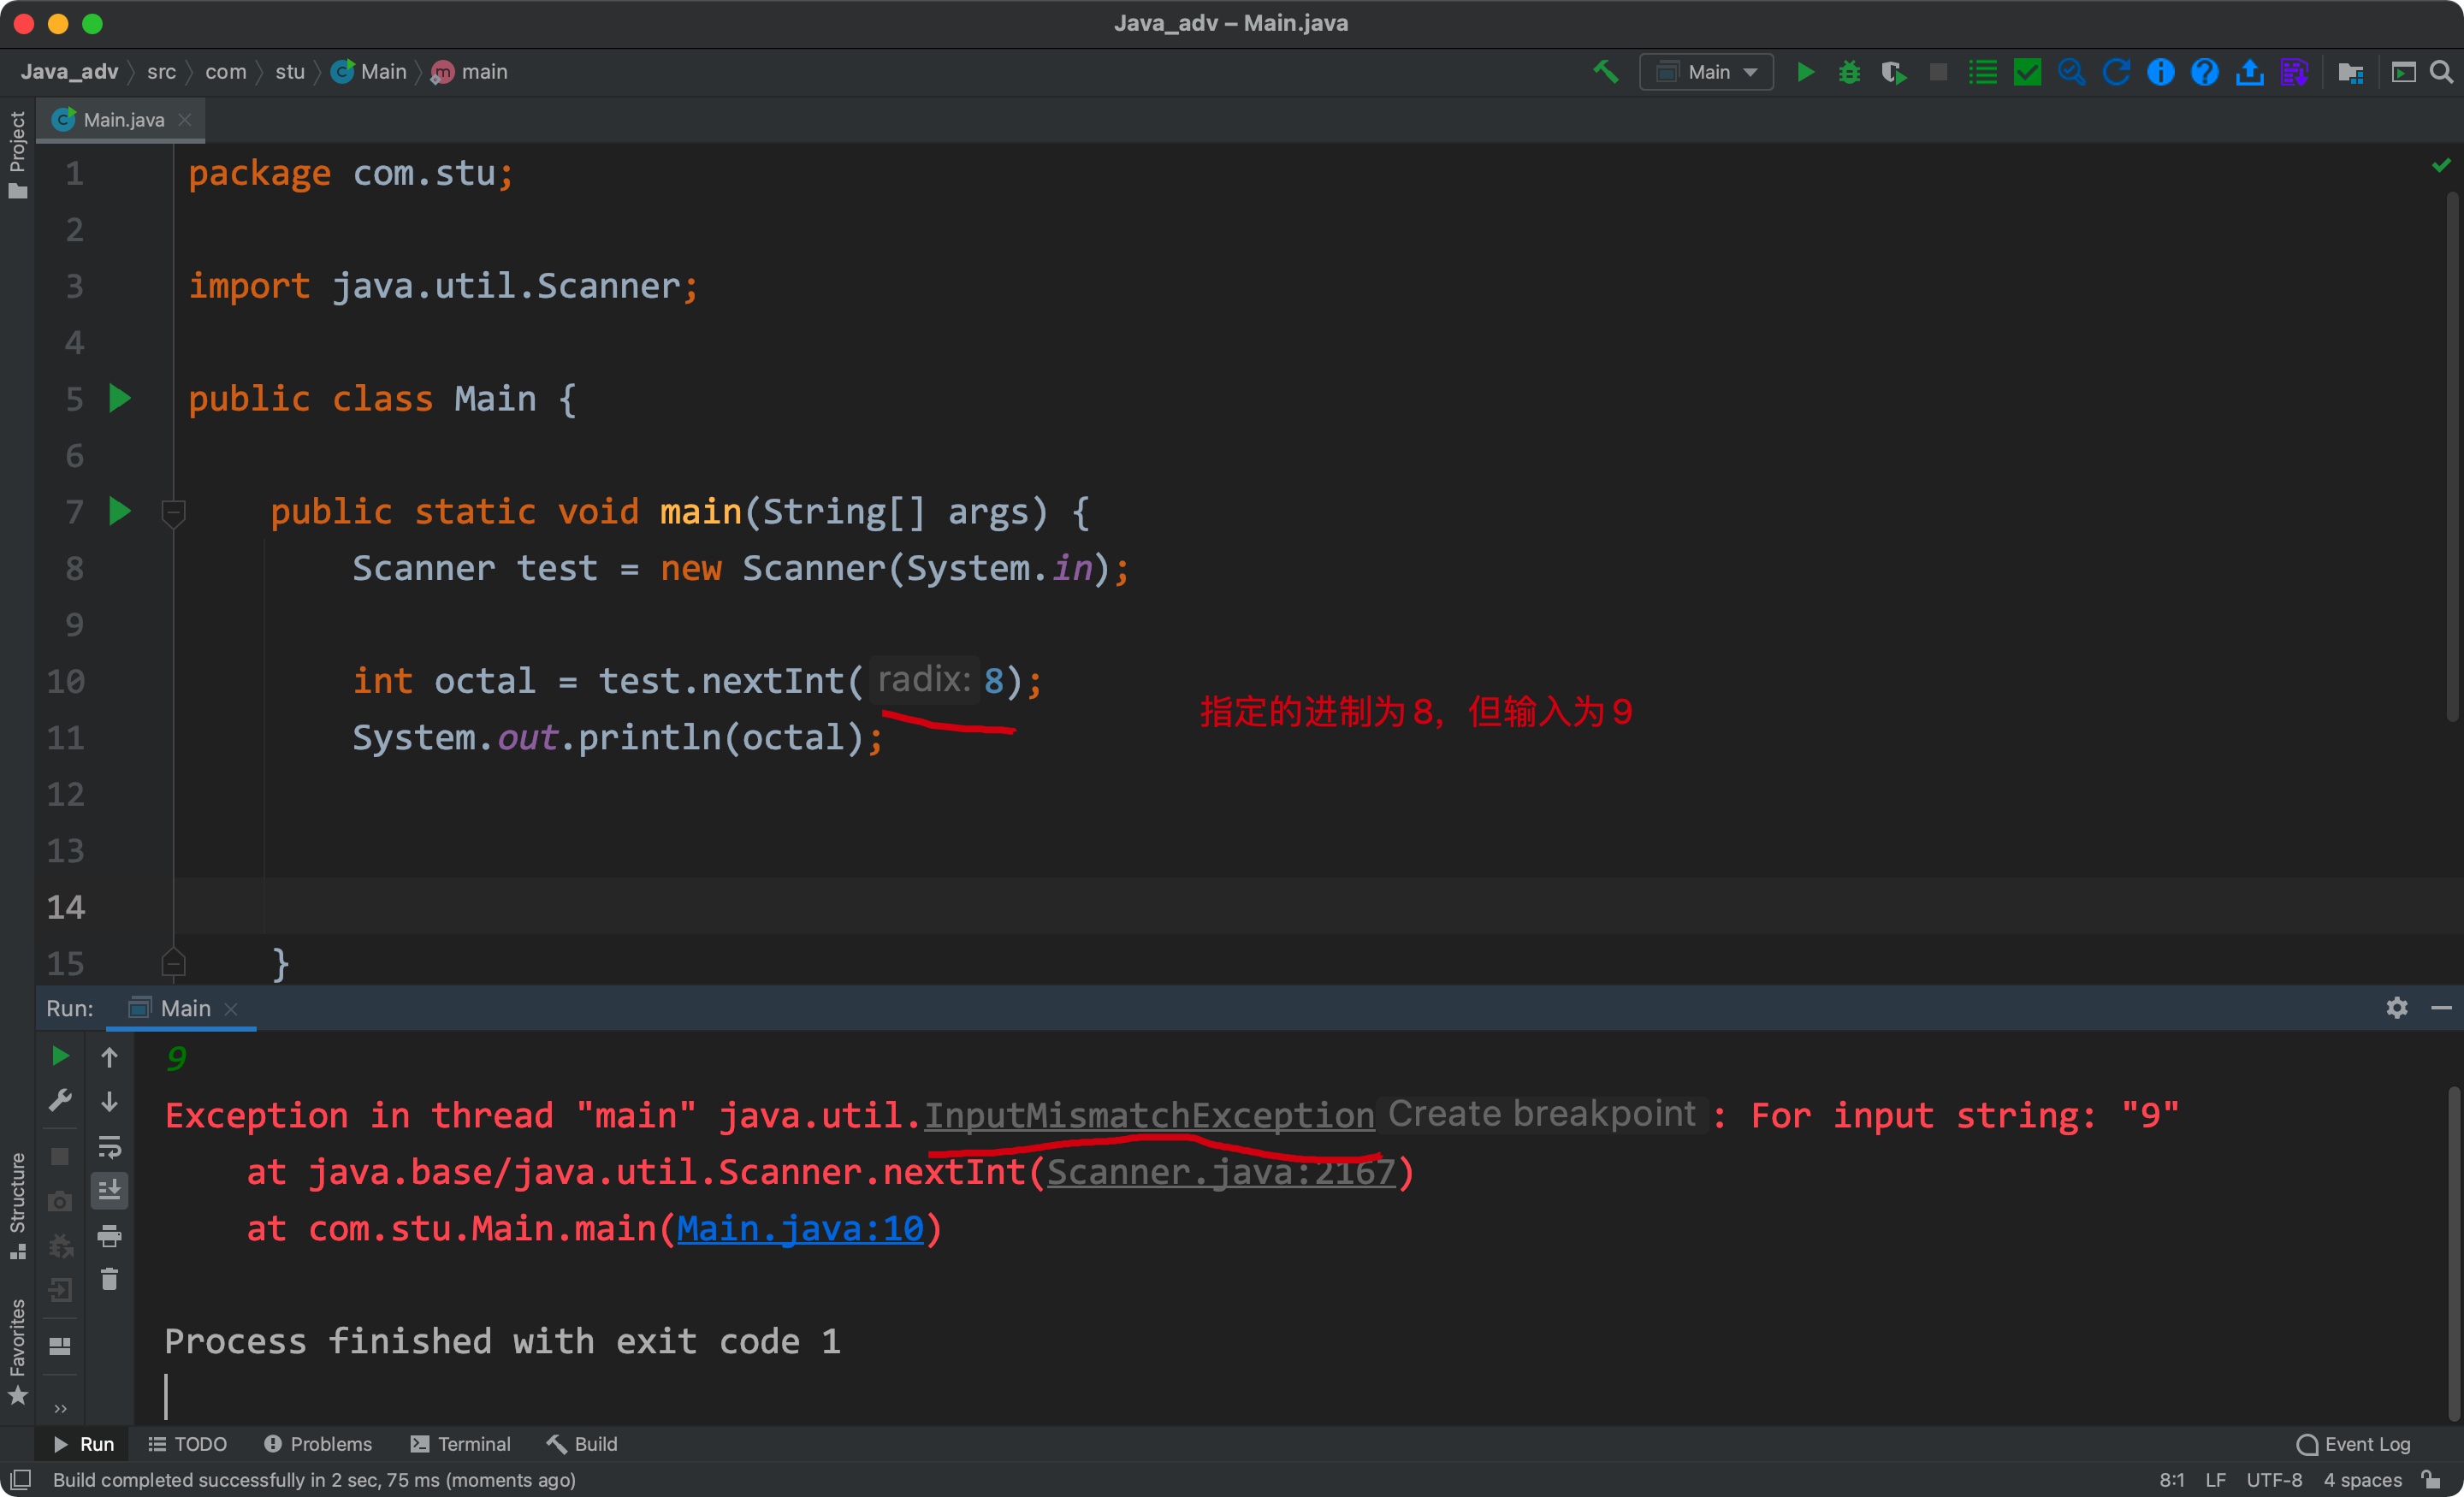 Java_adv – Main.java
Java_adv src com stu Main main
Main
Main.java
Project
1 package com.stu;
2
3 import java.util.Scanner;
4
5 public class Main {
6
7 public static void main(String[] args) {
8 Scanner test = new Scanner(System.in);
9
10 int octal = test.nextInt( radix: 8);
指定的进制为8，但输入为9
11 System.out.println(octal);
12
13
14
15 }
Run: Main
9
Exception in thread "main" java.util.InputMismatchException Create breakpoint : For input string: "9"
at java.base/java.util.Scanner.nextInt(Scanner.java:2167)
at com.stu.Main.main(Main.java:10)
Process finished with exit code 1
Structure
Favorites
Run TODO Problems Terminal Build Event Log
Build completed successfully in 2 sec, 75 ms (moments ago) 8:1 LF UTF-8 4 spaces